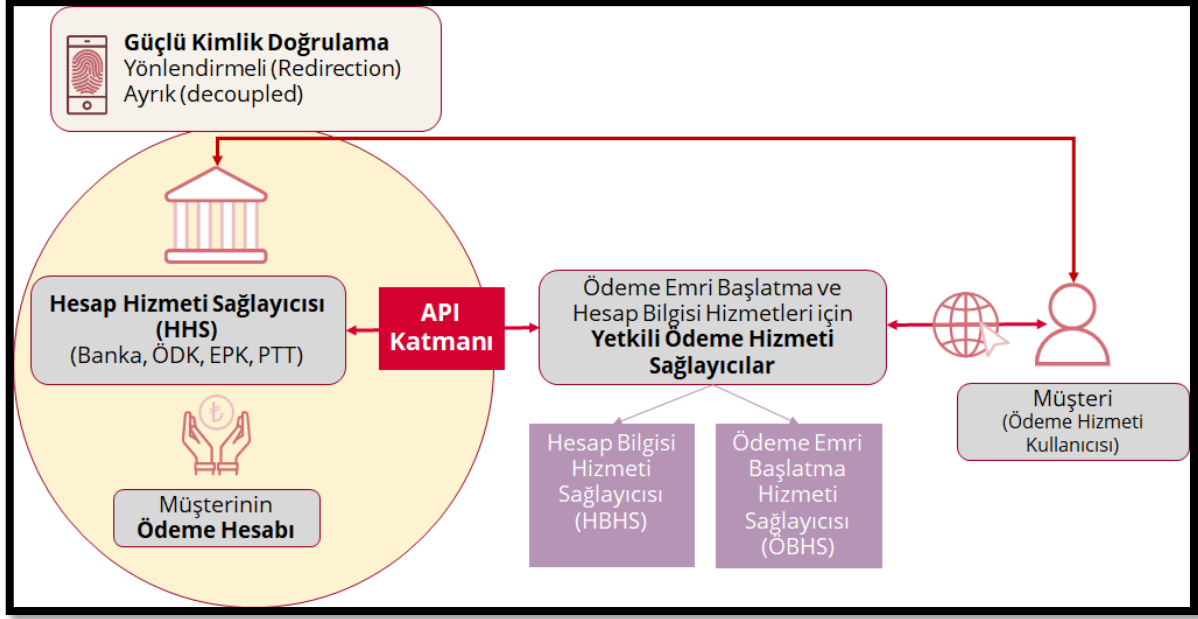 Güçlü Kimlik Doğrulama
Yönlendirmeli (Redirection)
Ayrık (decoupled)
Hesap Hizmeti Sağlayıcısı
(HHS)
(Banka, ÖDK, EPK, PTT)
API
Katmanı
Ödeme Emri Başlatma ve
Hesap Bilgisi Hizmetleri için
Yetkili Ödeme Hizmeti
Sağlayıcılar
Müşteri
(Ödeme Hizmeti
Kullanıcısı)
₺
Müşterinin
Ödeme Hesabı
Hesap Bilgisi
Hizmeti
Sağlayıcısı
(HBHS)
Ödeme Emri
Başlatma
Hizmeti
Sağlayıcısı
(ÖBHS)